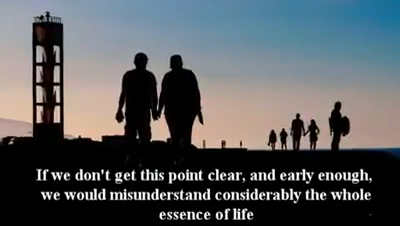 If we don't get this point clear, and early enough,
we would misunderstand considerably the whole
essence of life